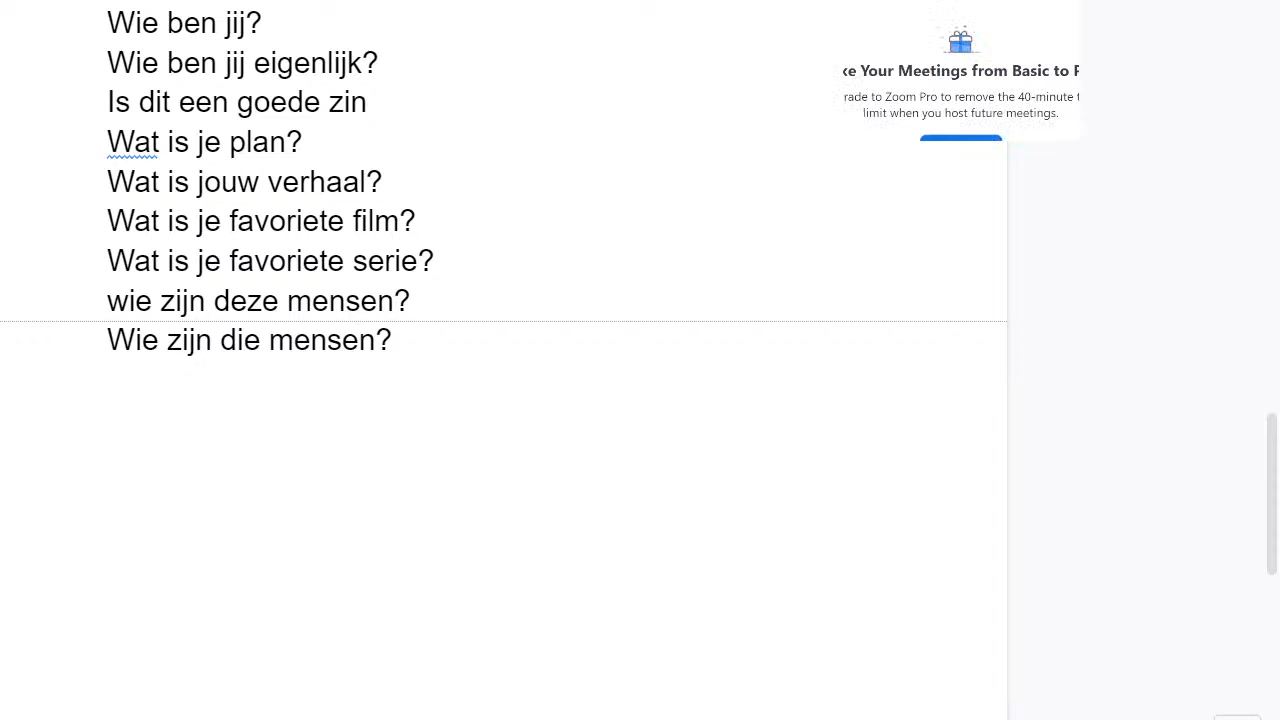 Wie ben jij?
Wie ben jij eigenlijk?
Is dit een goede zin
Wat is je plan?
Wat is jouw verhaal?
Wat is je favoriete film?
Wat is je favoriete serie?
wie zijn deze mensen?
Wie zijn die mensen?
Your Meetings from Basic to
to Zoom Pro to remove the 40-minute
limit when you host future meetings.